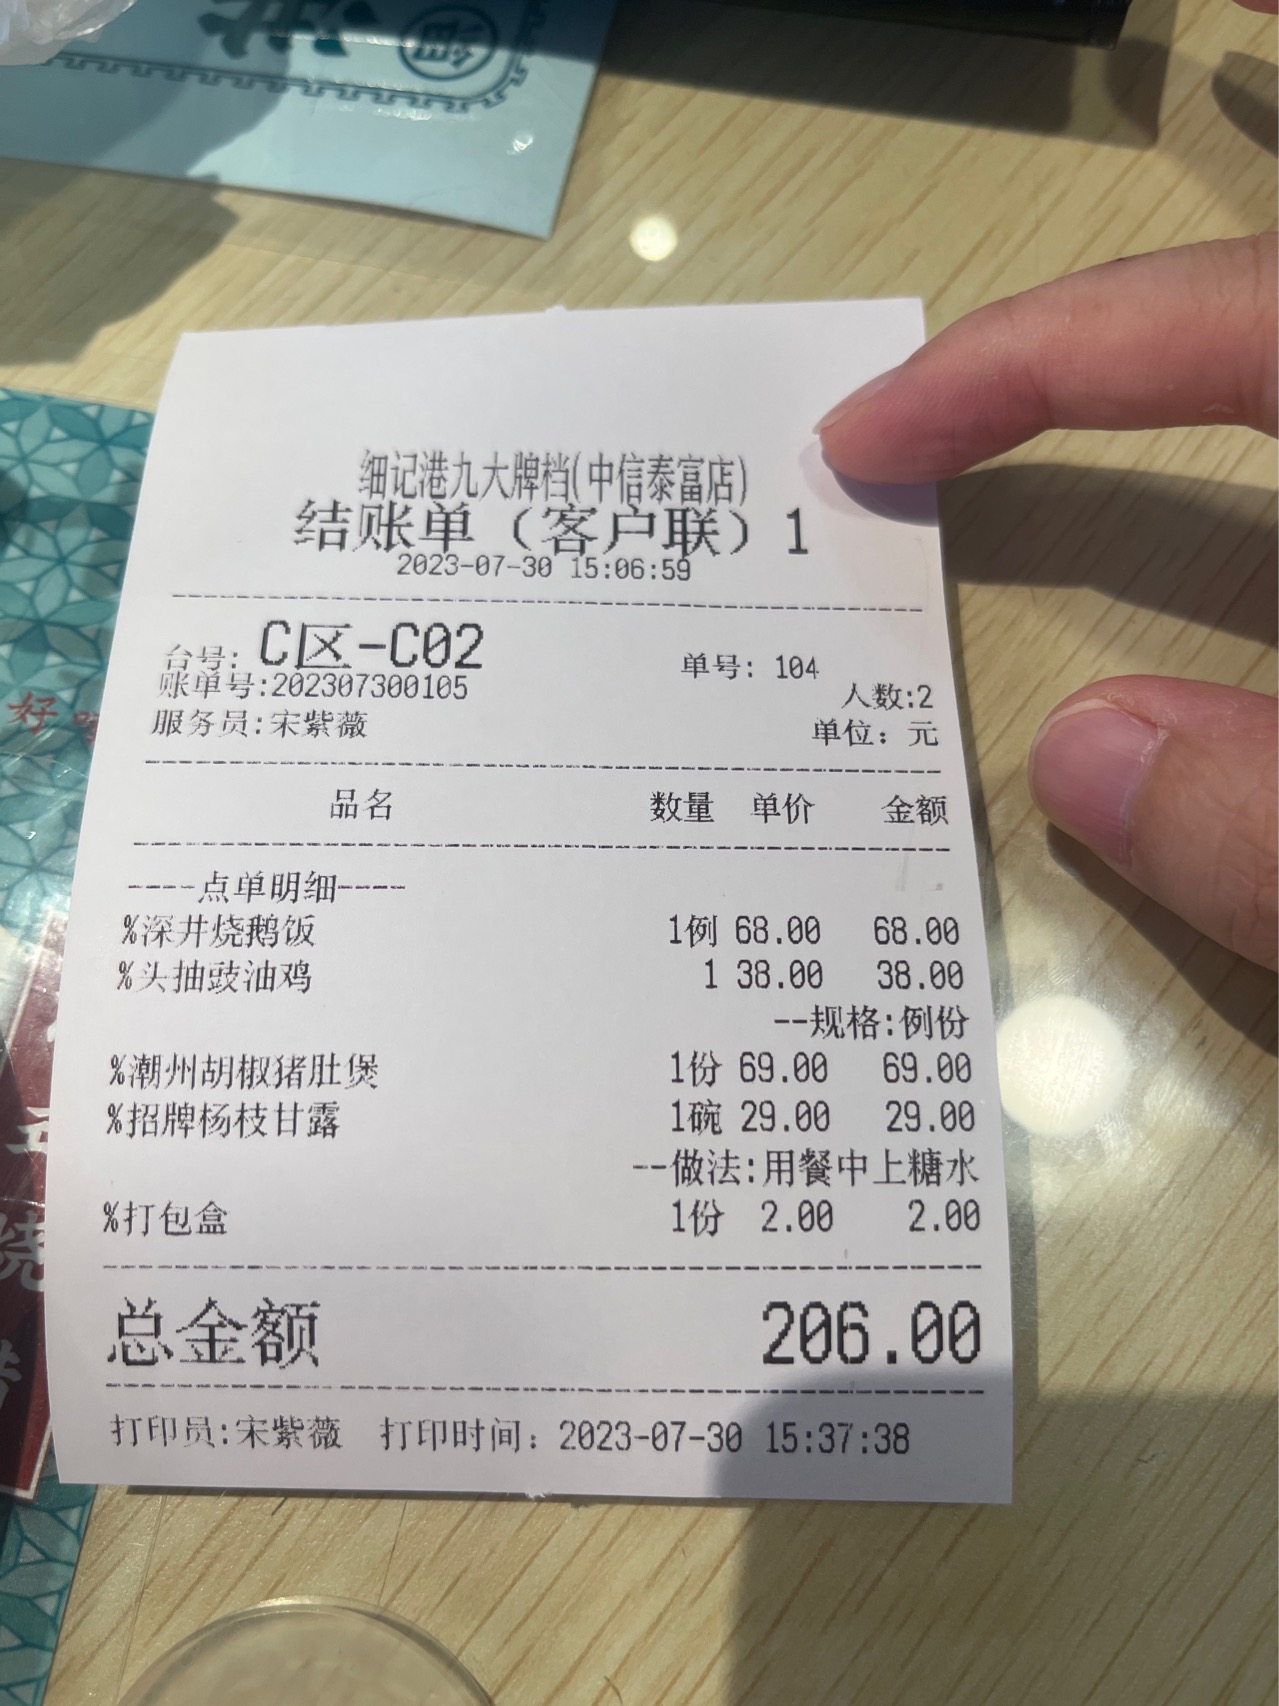 细记港九大牌档(中信泰富店)
结账单（客户联）1
2023-07-30 15:06:59
台号: C区-C02 单号: 104
账单号:202307300105 人数:2
服务员:宋紫薇 单位: 元
品名 数量 单价 金额
----点单明细----
%深井烧鹅饭 1例 68.00 68.00
%头抽豉油鸡 1 38.00 38.00
--规格:例份
%潮州胡椒猪肚煲 1份 69.00 69.00
%招牌杨枝甘露 1碗 29.00 29.00
--做法:用餐中上糖水
%打包盒 1份 2.00 2.00
总金额 206.00
打印员:宋紫薇 打印时间: 2023-07-30 15:37:38
好
烧